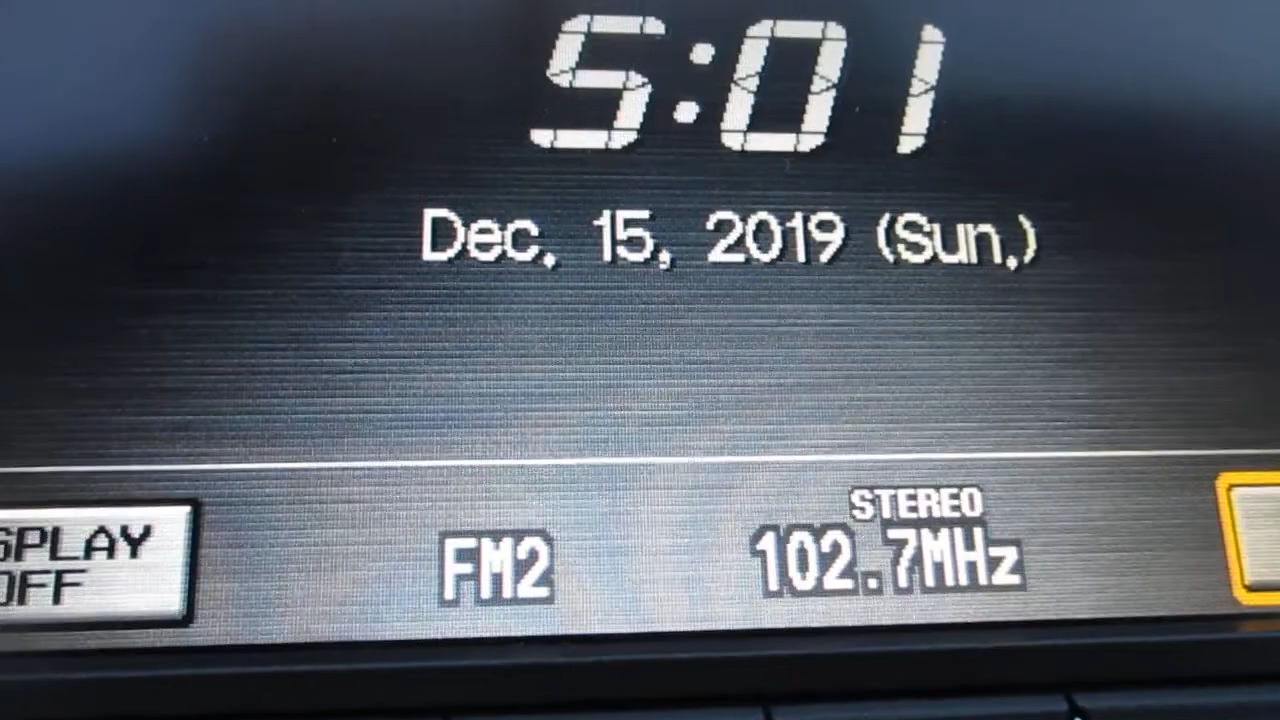 5:01
Dec. 15, 2019 (Sun.)
STEREO
FM2 102.7MHz
SPLAY
OFF